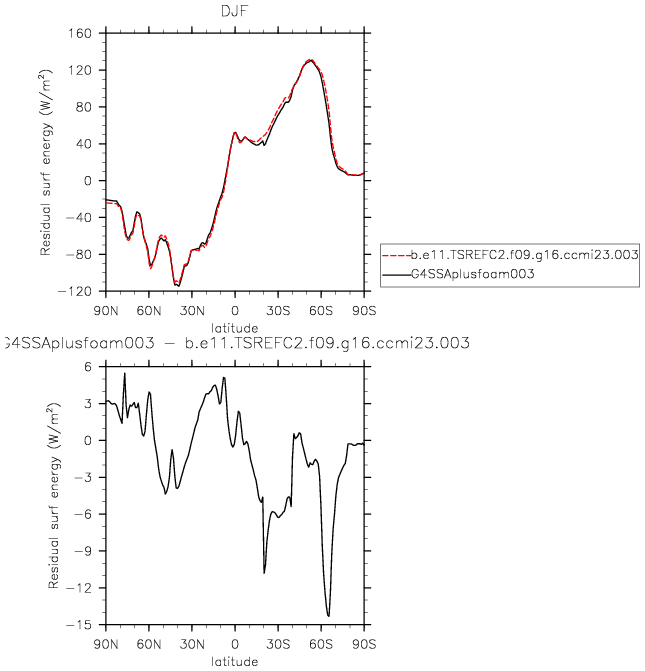 DJF
160
120
80
40
0
−40
−80
−120
Residual surf energy (W/m²)
90N 60N 30N 0 30S 60S 90S
latitude
b.e11.TSREFC2.f09.g16.ccmi23.003
G4SSAplusfoam003
G4SSAplusfoam003 − b.e11.TSREFC2.f09.g16.ccmi23.003
6
3
0
−3
−6
−9
−12
−15
Residual surf energy (W/m²)
90N 60N 30N 0 30S 60S 90S
latitude